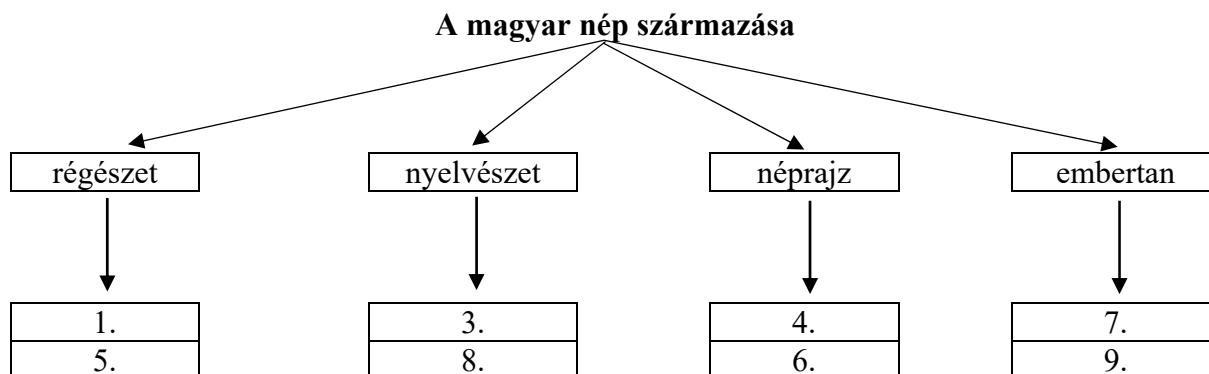 A magyar nép származása
régészet nyelvészet néprajz embertan
1. 3. 4. 7.
5. 8. 6. 9.